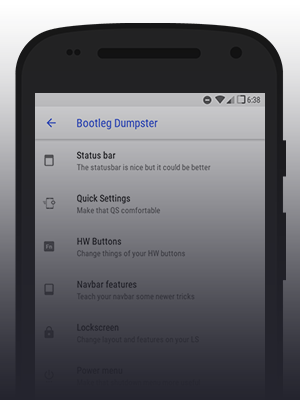 6:38
Bootleg Dumpster
Status bar
The statusbar is nice but it could be better
Quick Settings
Make that QS comfortable
HW Buttons
Change things of your HW buttons
Navbar features
Teach your navbar some newer tricks
Lockscreen
Change layout and features on your LS
Power menu